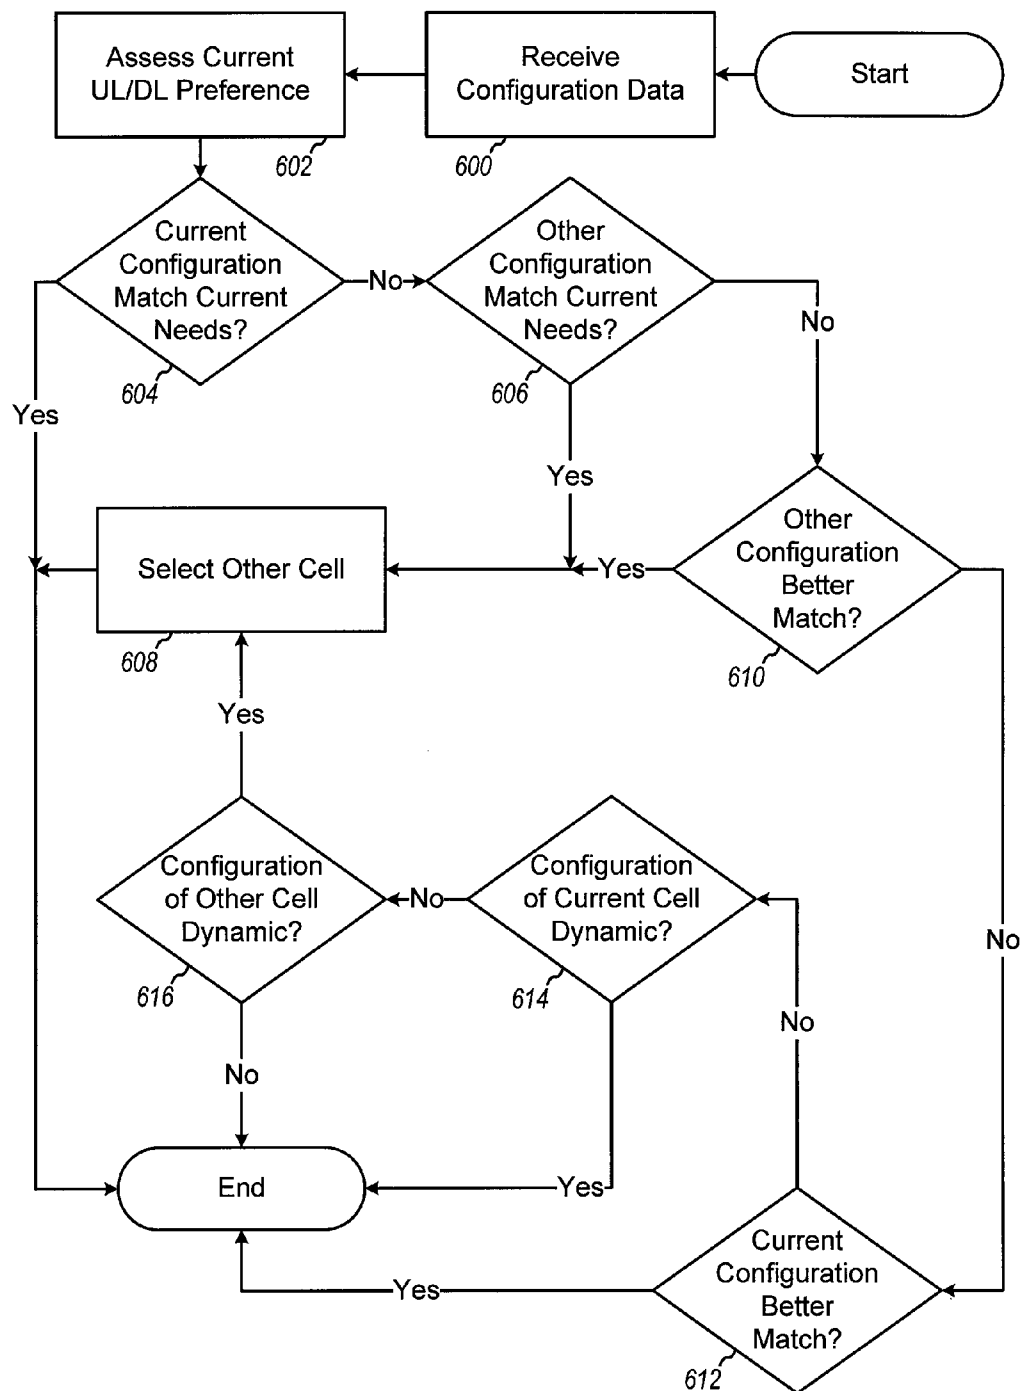 Start
Receive
Configuration Data
600
Assess Current
UL/DL Preference
602
Current
Configuration
Match Current
Needs?
604
No
Yes
Other
Configuration
Match Current
Needs?
606
No
Yes
Other
Configuration
Better
Match?
610
Yes
No
Select Other Cell
608
Yes
Configuration
of Other Cell
Dynamic?
616
No
No
Configuration
of Current Cell
Dynamic?
614
Yes
No
Current
Configuration
Better
Match?
612
Yes
End